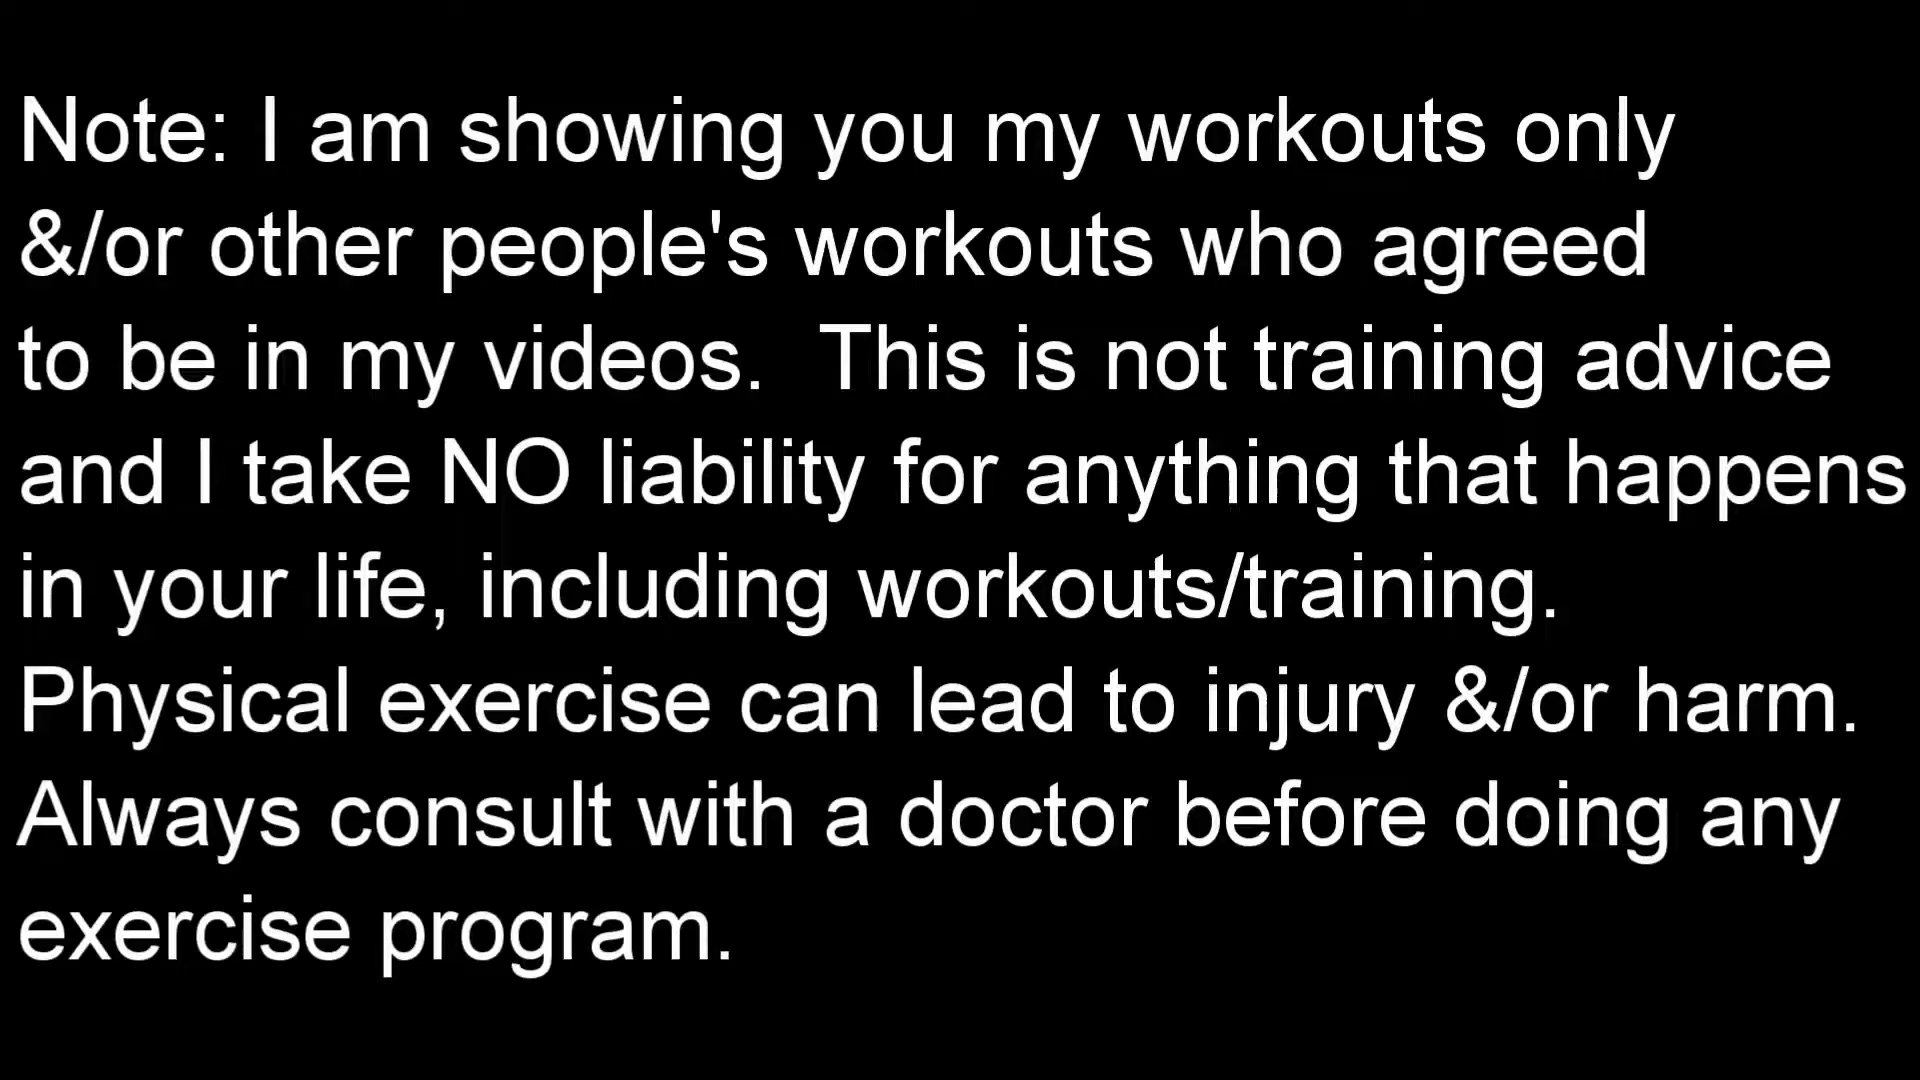 Note: I am showing you my workouts only
&/or other people's workouts who agreed
to be in my videos.  This is not training advice
and I take NO liability for anything that happens
in your life, including workouts/training.
Physical exercise can lead to injury &/or harm.
Always consult with a doctor before doing any
exercise program.